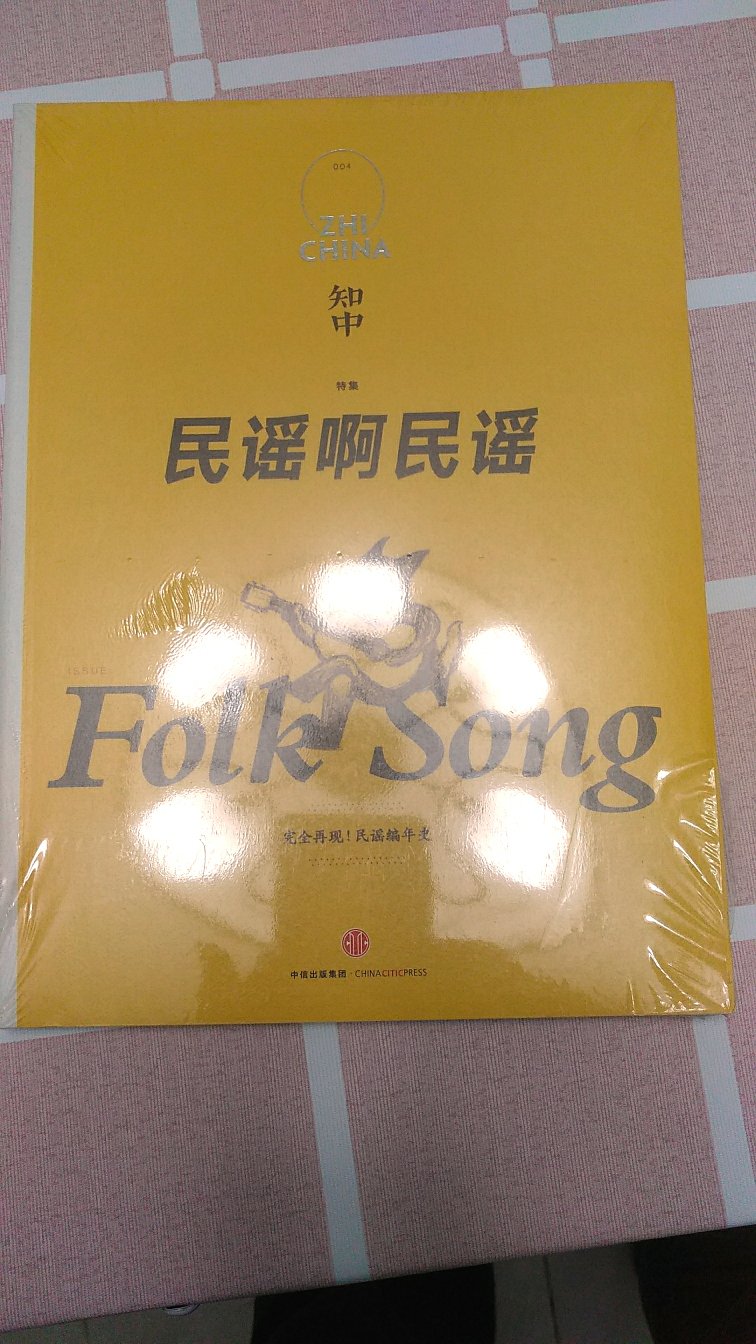 004
ZHI
CHINA
知
中
特集
民谣啊民谣
ISSUE
Folk Song
完全再现！民谣编年史
中信出版集团·CHINACITICPRESS